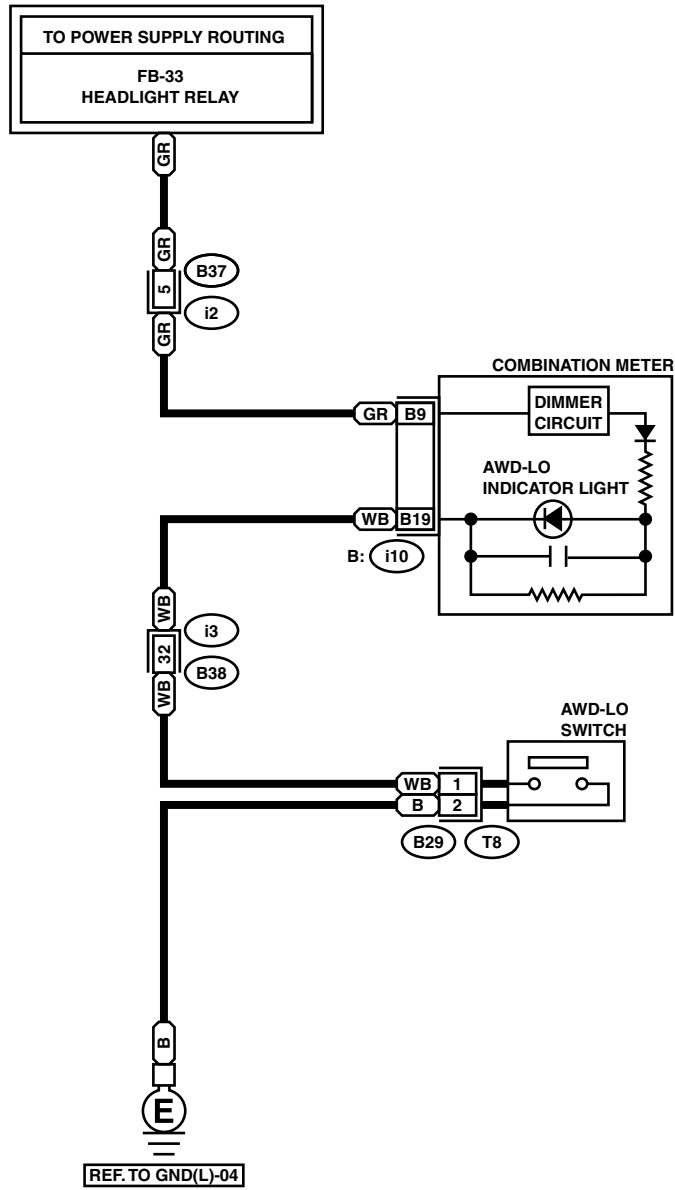 TO POWER SUPPLY ROUTING
FB-33
HEADLIGHT RELAY
GR
GR
5
B37
i2
GR
COMBINATION METER
GR
B9
DIMMER
CIRCUIT
AWD-LO
INDICATOR LIGHT
WB
B19
B:
i10
WB
32
i3
B38
WB
AWD-LO
SWITCH
WB
1
B
2
B29
T8
B
E
REF. TO GND(L)-04